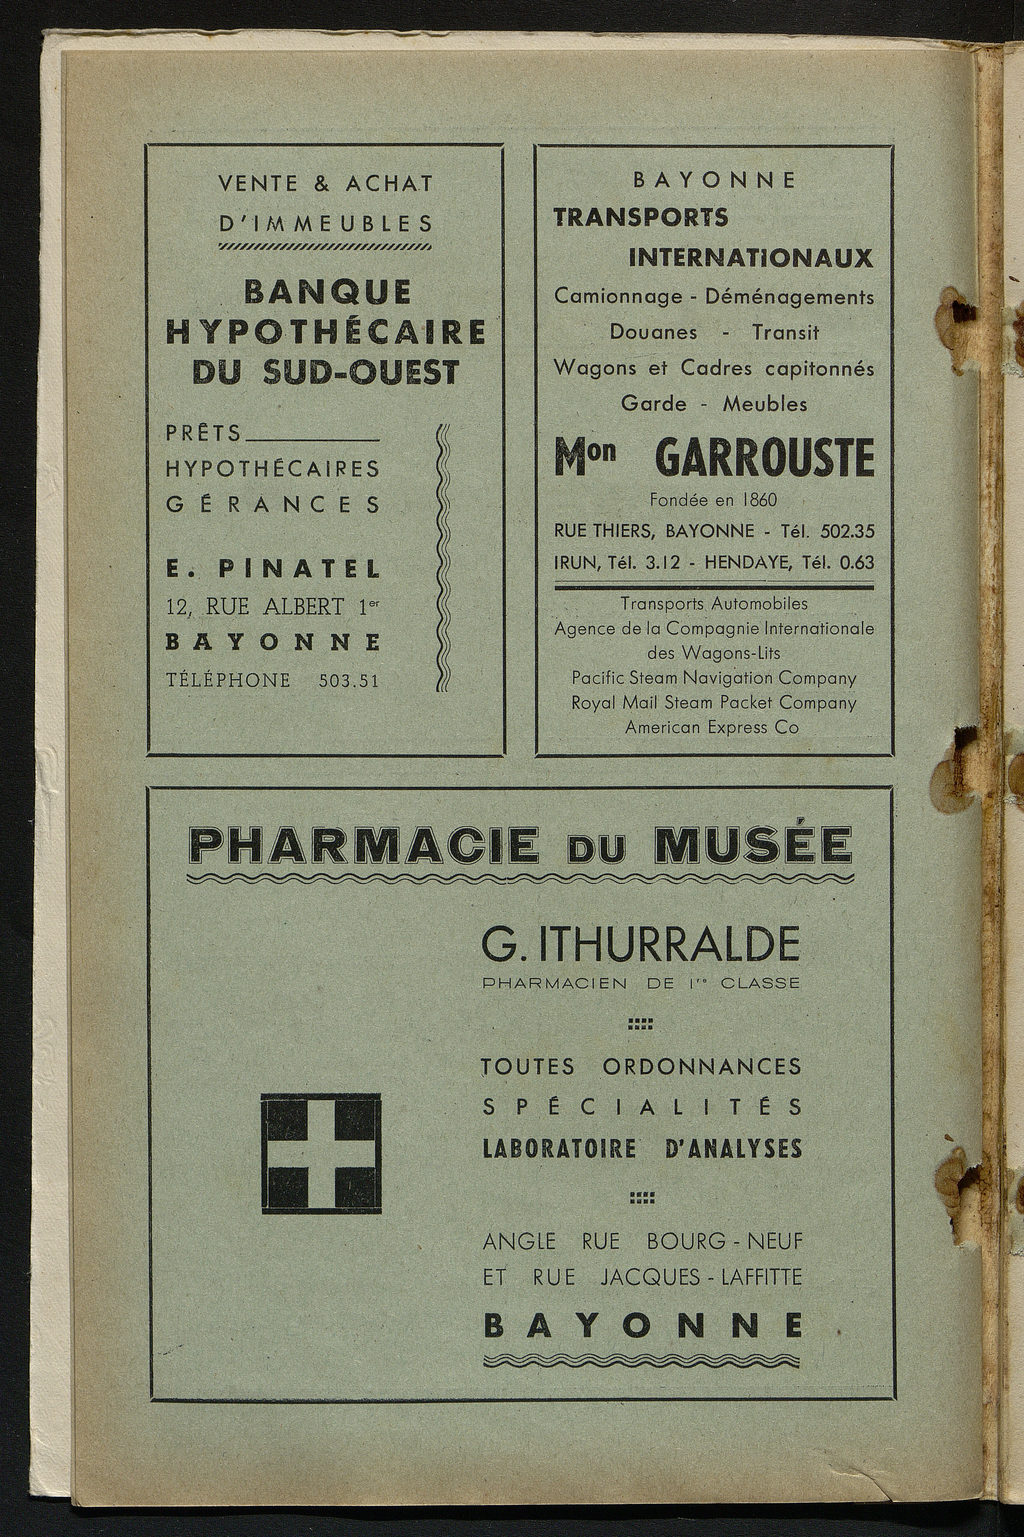 VENTE & ACHAT
D'IMMEUBLES
BANQUE
HYPOTHÉCAIRE
DU SUD-OUEST
PRÊTS
HYPOTHÉCAIRES
GÉRANCES
E. PINATEL
12, RUE ALBERT 1er
BAYONNE
TÉLÉPHONE 503.51
BAYONNE
TRANSPORTS
INTERNATIONAUX
Camionnage - Déménagements
Douanes - Transit
Wagons et Cadres capitonnés
Garde - Meubles
Mon GARROUSTE
Fondée en 1860
RUE THIERS, BAYONNE - Tél. 502.35
IRUN, Tél. 3.12 - HENDAYE, Tél. 0.63
Transports Automobiles
Agence de la Compagnie Internationale
des Wagons-Lits
Pacific Steam Navigation Company
Royal Mail Steam Packet Company
American Express Co
PHARMACIE DU MUSÉE
G. ITHURRALDE
PHARMACIEN DE 1re CLASSE
TOUTES ORDONNANCES
SPÉCIALITÉS
LABORATOIRE D'ANALYSES
ANGLE RUE BOURG-NEUF
ET RUE JACQUES-LAFFITTE
BAYONNE